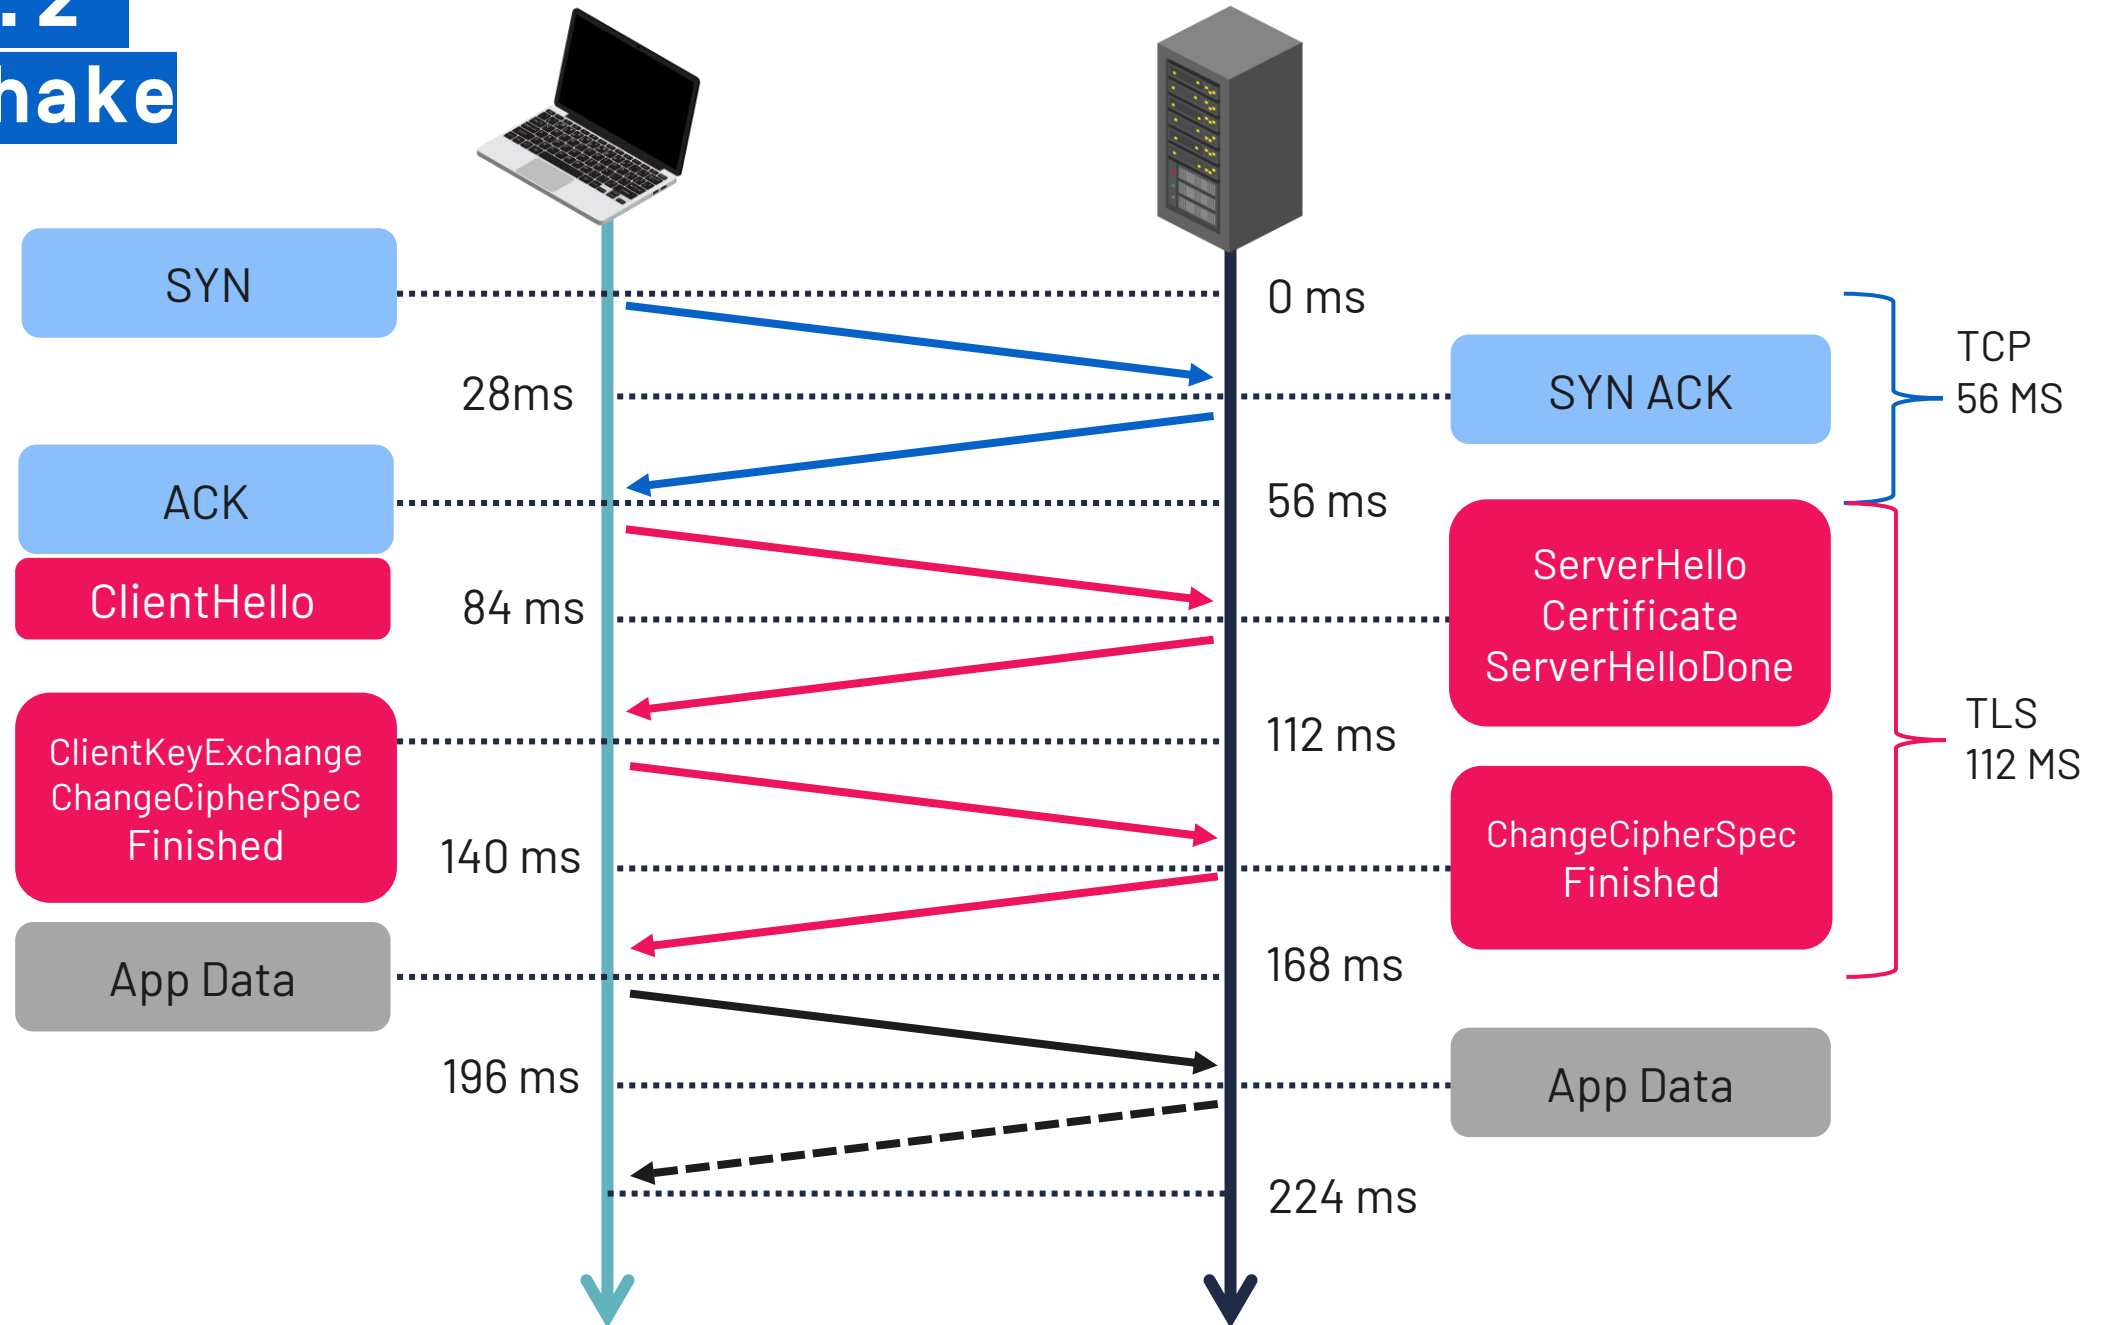 .2
hake
SYN
0 ms
28ms
SYN ACK
TCP
56 MS
ACK
56 ms
ClientHello
84 ms
ServerHello
Certificate
ServerHelloDone
ClientKeyExchange
ChangeCipherSpec
Finished
112 ms
TLS
112 MS
140 ms
ChangeCipherSpec
Finished
App Data
168 ms
196 ms
App Data
224 ms